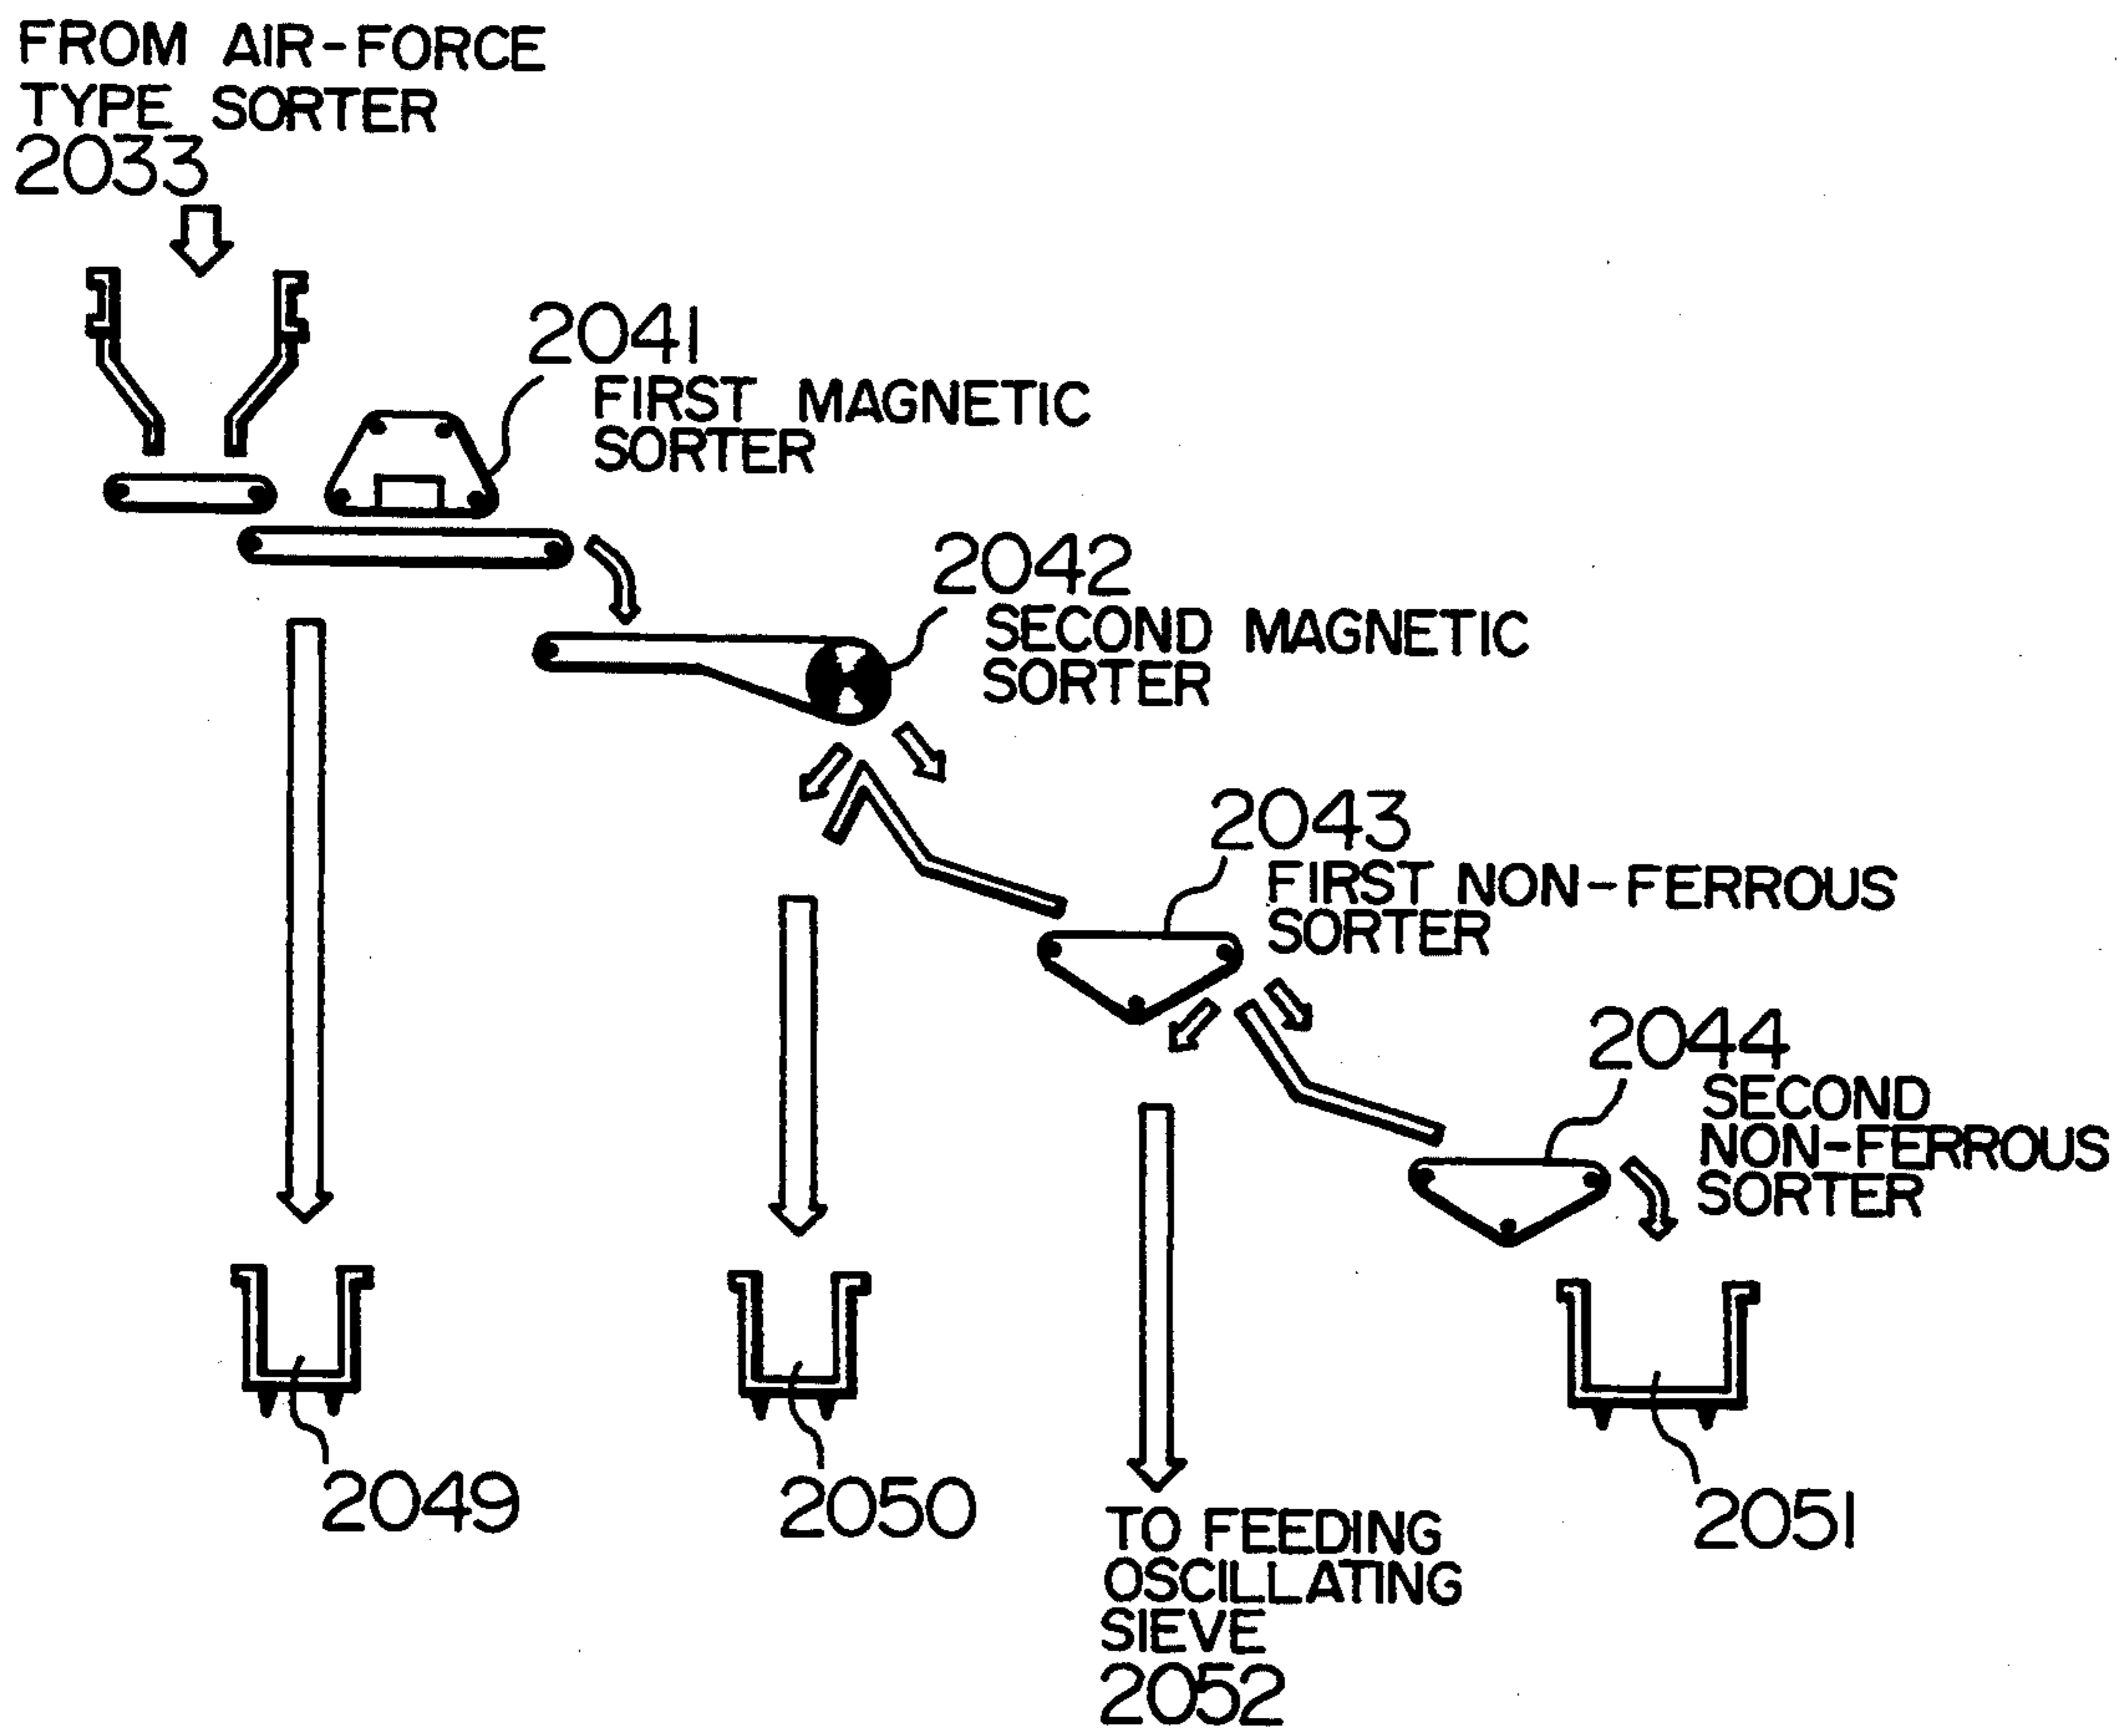 FROM AIR-FORCE
TYPE SORTER
2033
2041
FIRST MAGNETIC
SORTER
2042
SECOND MAGNETIC
SORTER
2043
FIRST NON-FERROUS
SORTER
2044
SECOND
NON-FERROUS
SORTER
2049
2050
TO FEEDING
OSCILLATING
SIEVE
2052
2051